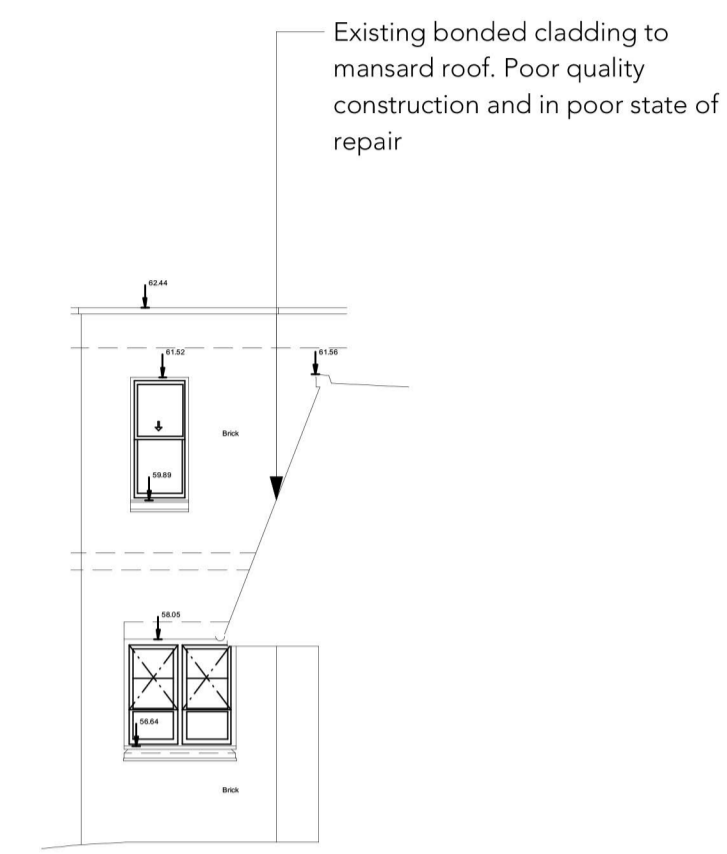 Existing bonded cladding to
mansard roof. Poor quality
construction and in poor state of
repair
62.44
61.52
61.56
Brick
59.89
58.05
56.64
Brick